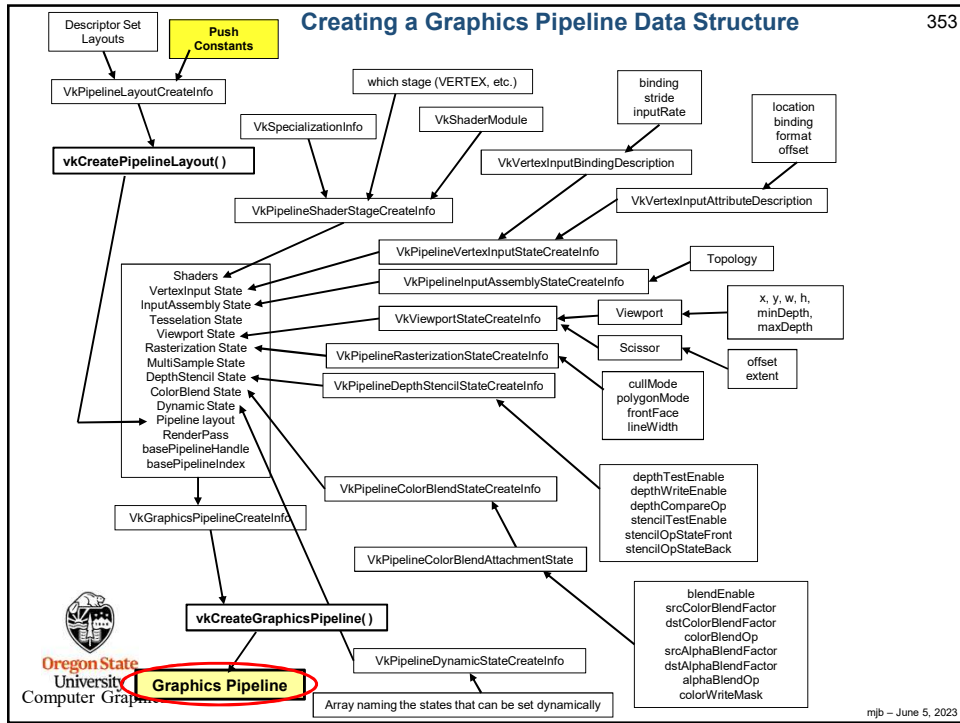 Creating a Graphics Pipeline Data Structure
353
Descriptor Set
Layouts
Push
Constants
VkPipelineLayoutCreateInfo
which stage (VERTEX, etc.)
binding
stride
inputRate
location
binding
format
offset
VkSpecializationInfo
VkShaderModule
vkCreatePipelineLayout( )
VkVertexInputBindingDescription
VkVertexInputAttributeDescription
VkPipelineShaderStageCreateInfo
VkPipelineVertexInputStateCreateInfo
Topology
VkPipelineInputAssemblyStateCreateInfo
Shaders
VertexInput State
InputAssembly State
Tesselation State
Viewport State
Rasterization State
MultiSample State
DepthStencil State
ColorBlend State
Dynamic State
Pipeline layout
RenderPass
basePipelineHandle
basePipelineIndex
VkViewportStateCreateInfo
Viewport
x, y, w, h,
minDepth,
maxDepth
Scissor
offset
extent
VkPipelineRasterizationStateCreateInfo
cullMode
polygonMode
frontFace
lineWidth
VkPipelineDepthStencilStateCreateInfo
depthTestEnable
depthWriteEnable
depthCompareOp
stencilTestEnable
stencilOpStateFront
stencilOpStateBack
VkPipelineColorBlendStateCreateInfo
VkGraphicsPipelineCreateInfo
VkPipelineColorBlendAttachmentState
blendEnable
srcColorBlendFactor
dstColorBlendFactor
colorBlendOp
srcAlphaBlendFactor
dstAlphaBlendFactor
alphaBlendOp
colorWriteMask
vkCreateGraphicsPipeline( )
VkPipelineDynamicStateCreateInfo
Graphics Pipeline
Array naming the states that can be set dynamically
Oregon State
University
Computer Graphics
mjb – June 5, 2023